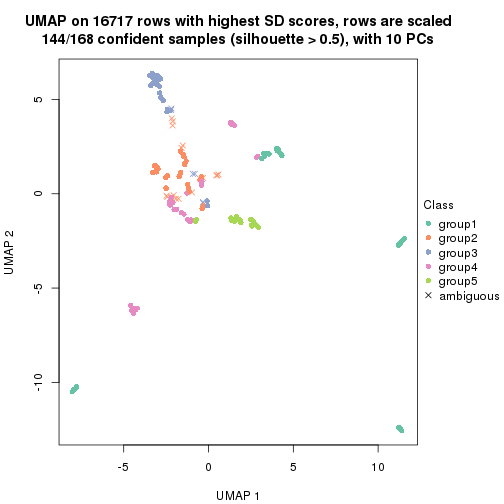 UMAP on 16717 rows with highest SD scores, rows are scaled
144/168 confident samples (silhouette > 0.5), with 10 PCs
5
0
-5
-10
UMAP 2
-5
0
5
10
UMAP 1
Class
group1
group2
group3
group4
group5
ambiguous